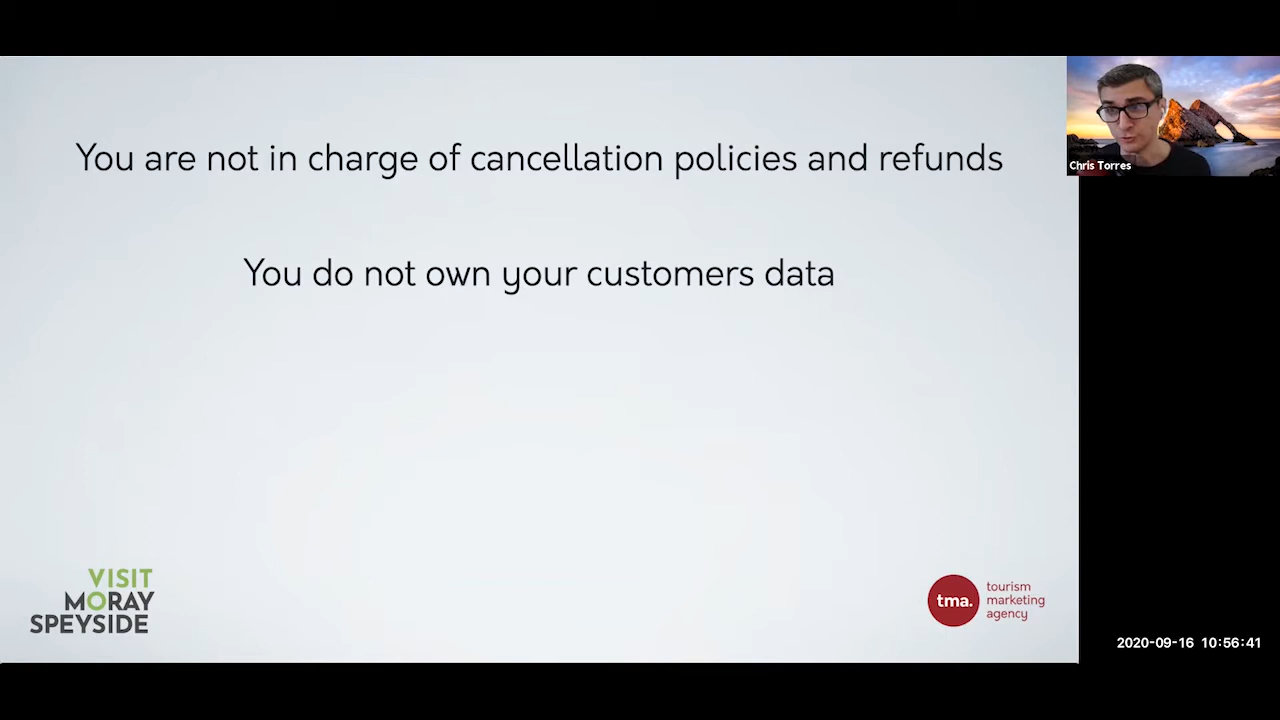 You are not in charge of cancellation policies and refunds
Chris Torres
You do not own your customers data
VISIT
MORAY
SPEYSIDE
tma.
tourism
marketing
agency
2020-09-16 10:56:41